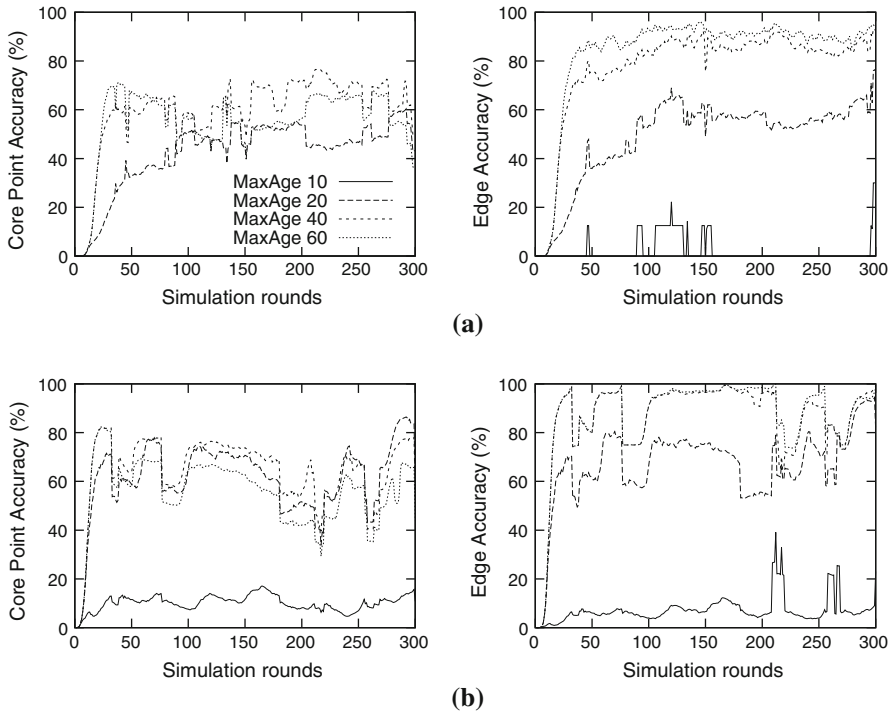 Core Point Accuracy (%)
100
80
60
40
20
0
MaxAge 10
MaxAge 20
MaxAge 40
MaxAge 60
0 50 100 150 200 250 300
Simulation rounds
Edge Accuracy (%)
100
80
60
40
20
0
0 50 100 150 200 250 300
Simulation rounds
(a)
Core Point Accuracy (%)
100
80
60
40
20
0
0 50 100 150 200 250 300
Simulation rounds
Edge Accuracy (%)
100
80
60
40
20
0
0 50 100 150 200 250 300
Simulation rounds
(b)